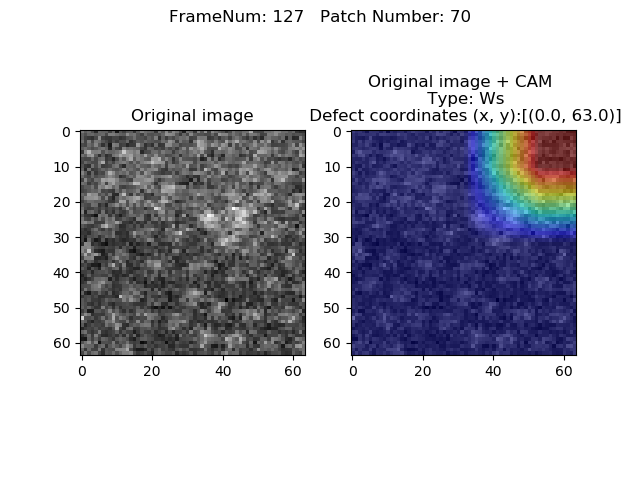 FrameNum: 127   Patch Number: 70
Original image
Original image + CAM
Type: Ws
Defect coordinates (x, y):[(0.0, 63.0)]
0
10
20
30
40
50
60
0 20 40 60
0
10
20
30
40
50
60
0 20 40 60